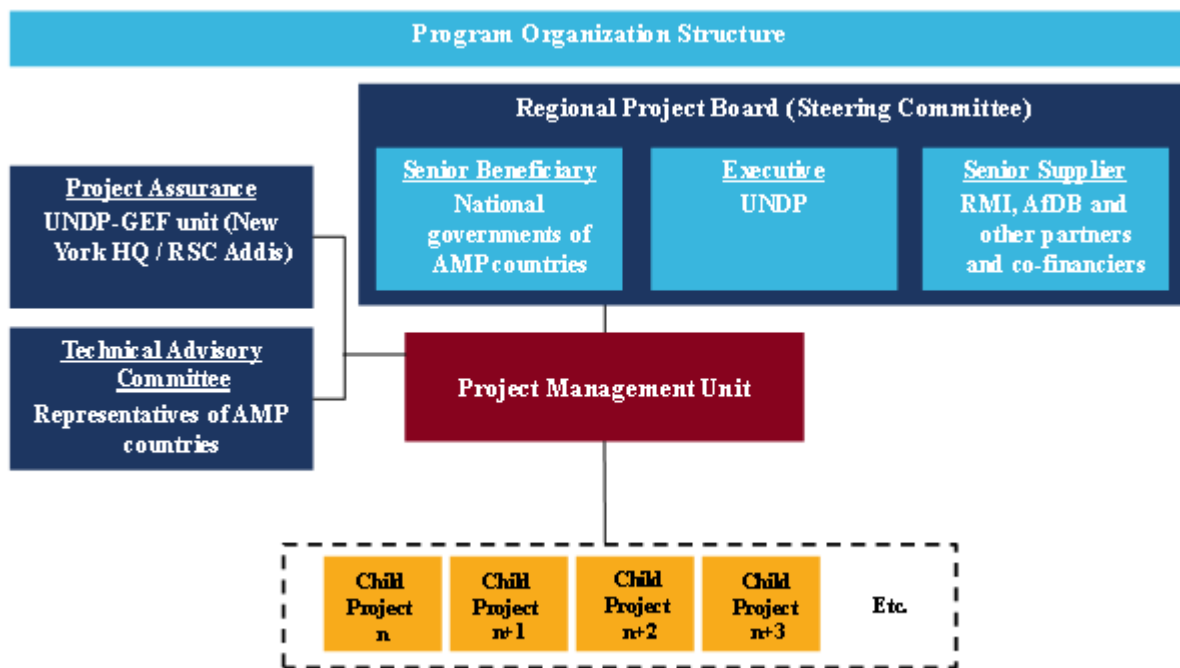 Program Organization Structure
Regional Project Board (Steering Committee)
Senior Beneficiary
National
governments of
AMP countries
Executive
UNDP
Senior Supplier
RMI, AfDB and
other partners
and co-financiers
Project Assurance
UNDP-GEF unit (New
York HQ / RSC Addis)
Technical Advisory
Committee
Representatives of AMP
countries
Project Management Unit
Child
Project
n
Child
Project
n+1
Child
Project
n+2
Child
Project
n+3
Etc.